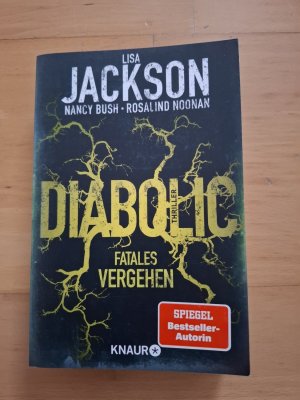 LISA
JACKSON
NANCY BUSH • ROSALIND NOONAN
DIABOLIC
THRILLER
FATALES
VERGEHEN
SPIEGEL
Bestseller-
Autorin
KNAUR